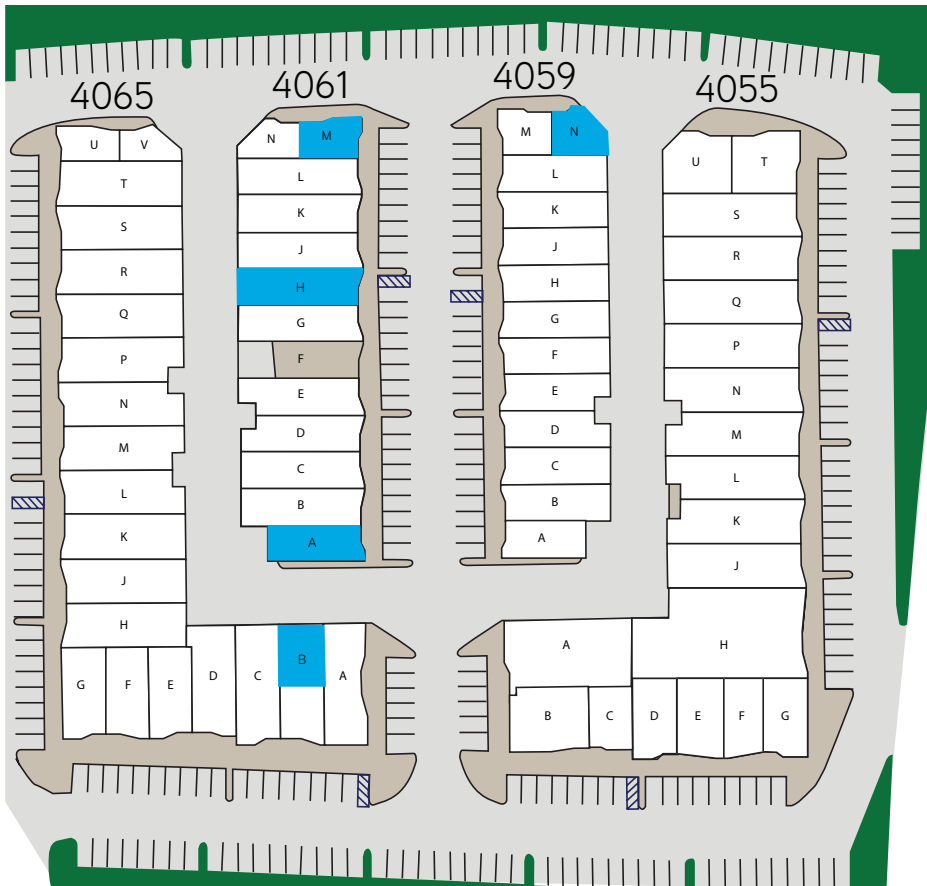 4065
4061
4059
4055
U V
T
S
R
Q
P
N
M
L
K
J
H
G F E D C B A
N M
L
K
J
H
G
F
E
D
C
B
A
M N
L
K
J
H
G
F
E
D
C
B
A
U T
S
R
Q
P
N
M
L
K
J
A H
B C D E F G